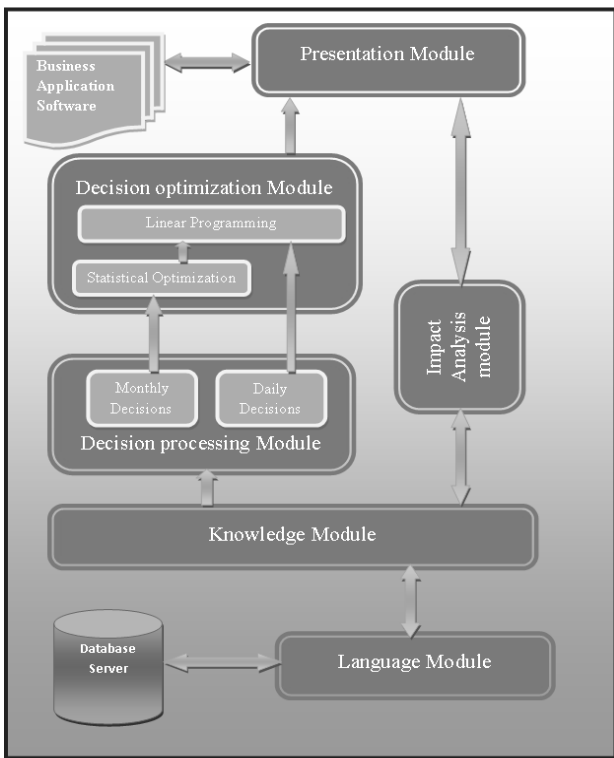 Business
Application
Software
Presentation Module
Decision optimization Module
Linear Programming
Statistical Optimization
Impact
Analysis
module
Monthly
Decisions
Daily
Decisions
Decision processing Module
Knowledge Module
Database
Server
Language Module